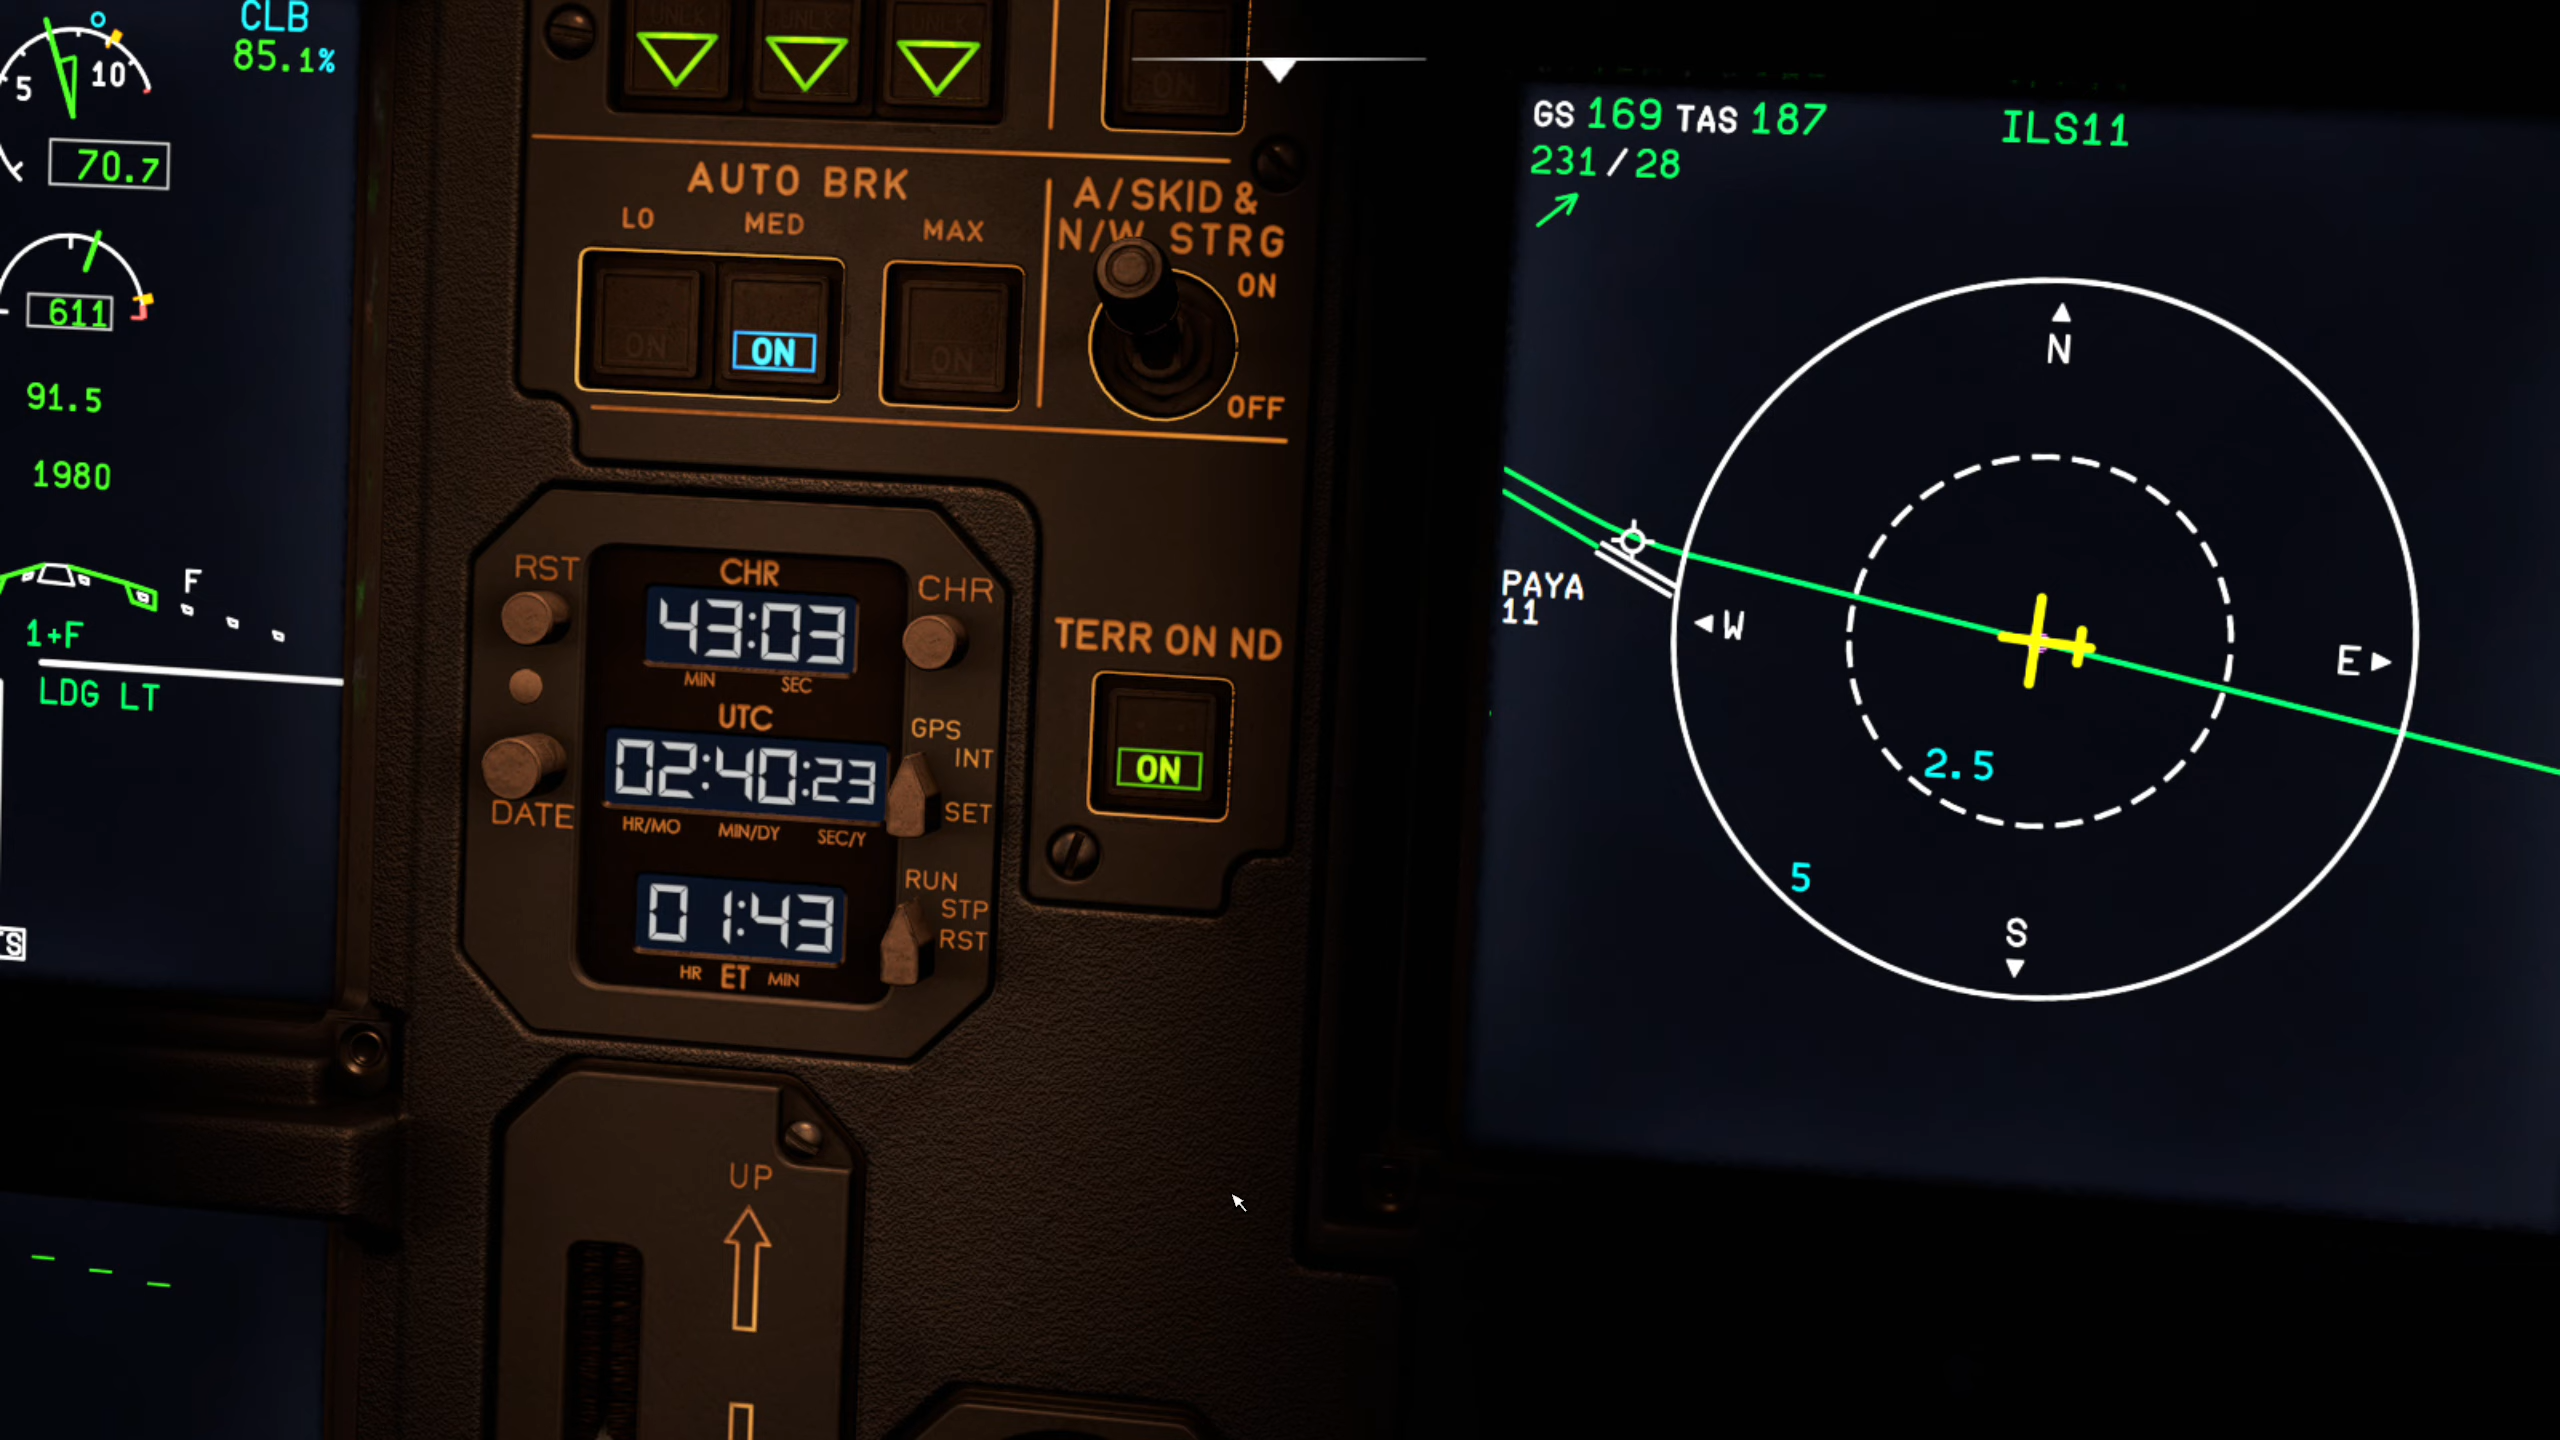 CLB
85.1%
5 10
70.7
611
91.5
1980
F
1+F
LDG LT
AUTO BRK
LO MED MAX
ON ON ON
A/SKID &
N/W STRG
ON
OFF
RST
CHR
CHR
43:03
MIN SEC
UTC
GPS
INT
SET
02:40:23
DATE
HR/MO MIN/DY SEC/Y
RUN
STP
RST
01:43
HR ET MIN
TERR ON ND
ON
UP
GS 169 TAS 187
231/28
ILS11
N
PAYA
11
W
E
2.5
5
S